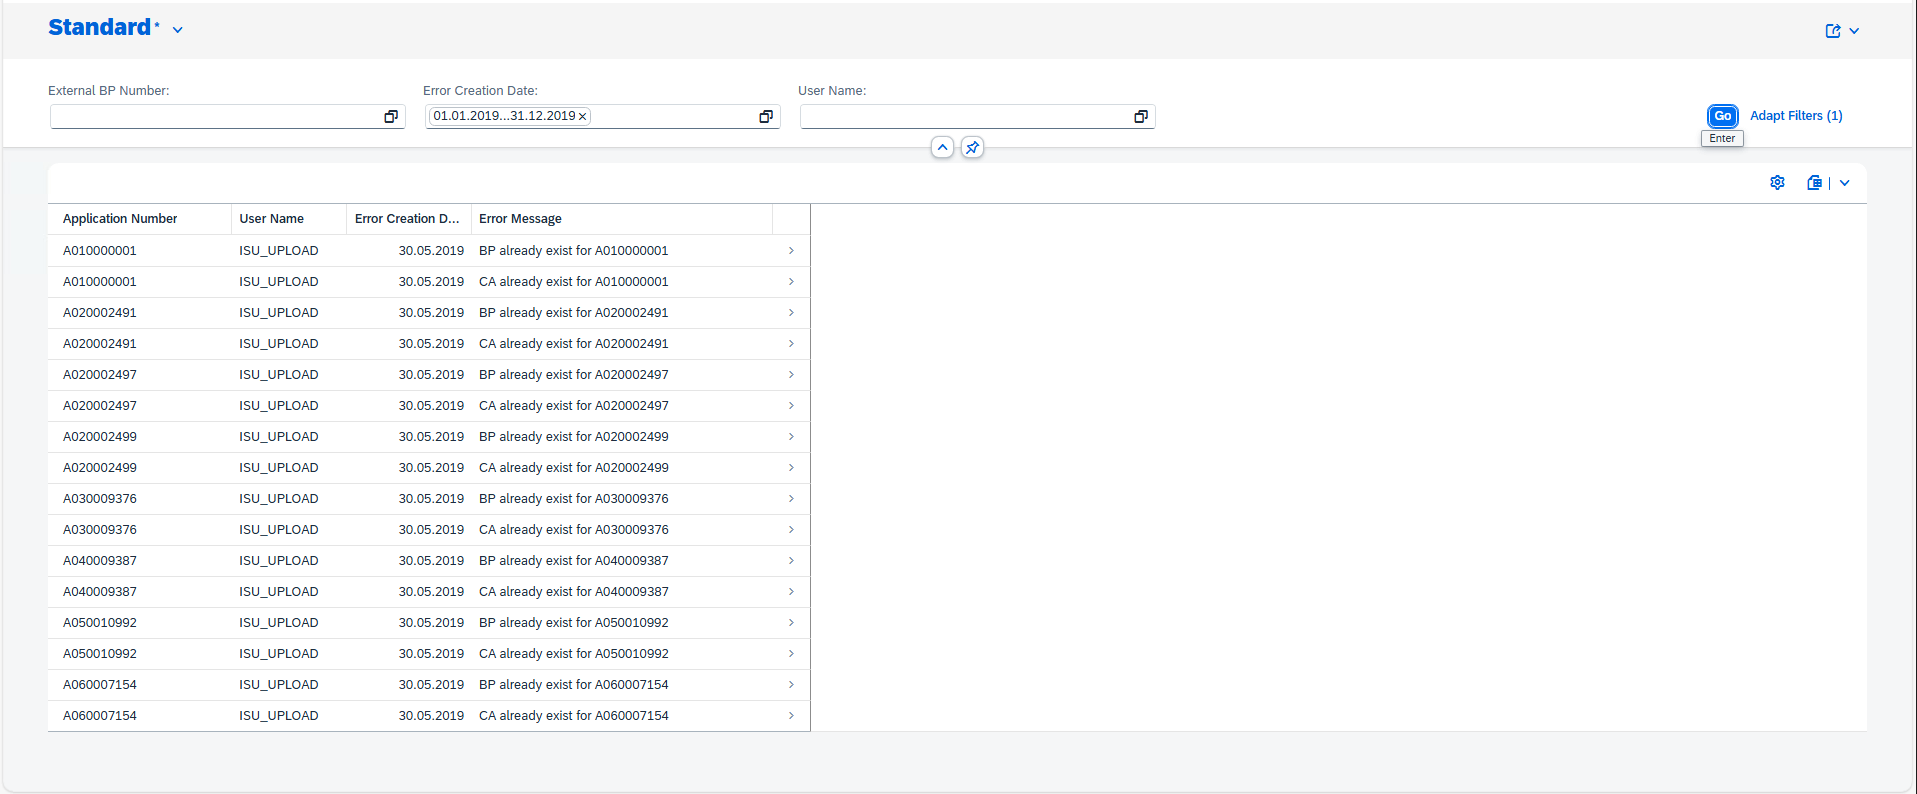 Standard*
External BP Number: Error Creation Date: User Name:
01.01.2019...31.12.2019 ×
Go Adapt Filters (1)
Enter
Application Number User Name Error Creation D... Error Message
A010000001 ISU_UPLOAD 30.05.2019 BP already exist for A010000001
A010000001 ISU_UPLOAD 30.05.2019 CA already exist for A010000001
A020002491 ISU_UPLOAD 30.05.2019 BP already exist for A020002491
A020002491 ISU_UPLOAD 30.05.2019 CA already exist for A020002491
A020002497 ISU_UPLOAD 30.05.2019 BP already exist for A020002497
A020002497 ISU_UPLOAD 30.05.2019 CA already exist for A020002497
A020002499 ISU_UPLOAD 30.05.2019 BP already exist for A020002499
A020002499 ISU_UPLOAD 30.05.2019 CA already exist for A020002499
A030009376 ISU_UPLOAD 30.05.2019 BP already exist for A030009376
A030009376 ISU_UPLOAD 30.05.2019 CA already exist for A030009376
A040009387 ISU_UPLOAD 30.05.2019 BP already exist for A040009387
A040009387 ISU_UPLOAD 30.05.2019 CA already exist for A040009387
A050010992 ISU_UPLOAD 30.05.2019 BP already exist for A050010992
A050010992 ISU_UPLOAD 30.05.2019 CA already exist for A050010992
A060007154 ISU_UPLOAD 30.05.2019 BP already exist for A060007154
A060007154 ISU_UPLOAD 30.05.2019 CA already exist for A060007154